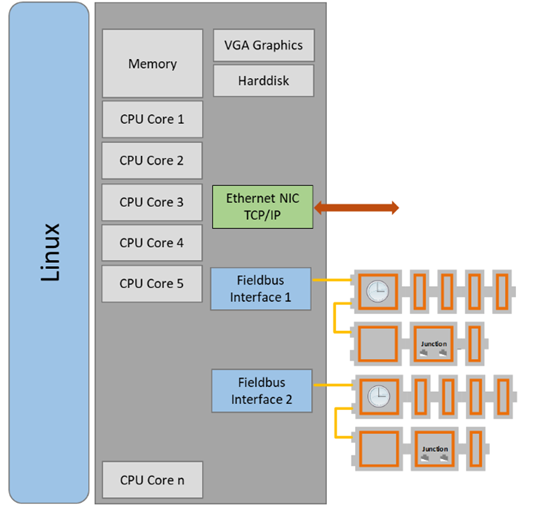 Linux
Memory
VGA Graphics
Harddisk
CPU Core 1
CPU Core 2
CPU Core 3
Ethernet NIC
TCP/IP
CPU Core 4
CPU Core 5
Fieldbus
Interface 1
Junction
Fieldbus
Interface 2
Junction
CPU Core n